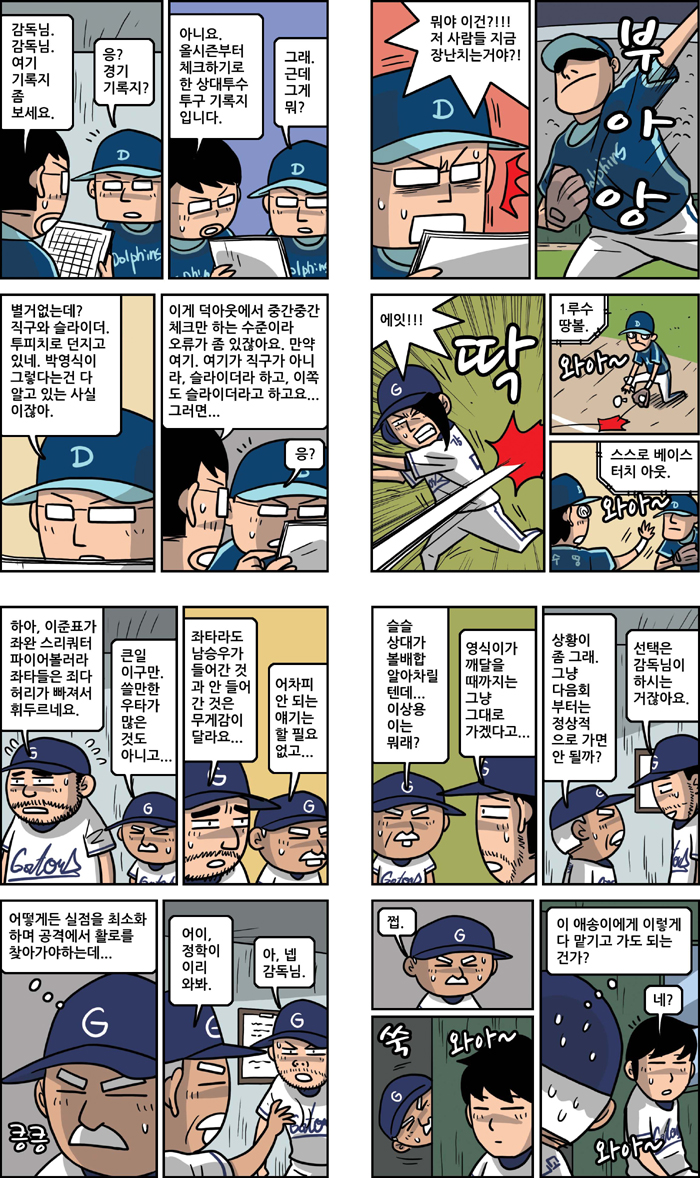 감독님.
감독님.
여기
기록지
좀
보세요.
응?
경기
기록지?
D
Dolphins
아니요.
올시즌부터
체크하기로
한 상대투수
투구 기록지
입니다.
그래.
근데
그게
뭐?
D
Dolphins
별거없는데?
직구와 슬라이더.
투피치로 던지고
있네. 박영식이
그렇다는건 다
알고 있는 사실
이잖아.
D
이게 덕아웃에서 중간중간
체크만 하는 수준이라
오류가 좀 있잖아요. 만약
여기. 여기가 직구가 아니
라, 슬라이더라 하고, 이쪽
도 슬라이더라고 하고요...
그러면...
응?
뭐야 이건?!!!
저 사람들 지금
장난치는거야?!
D
부
아
앙
Dolphins
에잇!!!
G
딱
1루수
땅볼.
D
와아~
스스로 베이스
터치 아웃.
와아~
하아, 이준표가
좌완 스리쿼터
파이어볼러라
좌타들은 죄다
허리가 빠져서
휘두르네요.
큰일
이구만.
쓸만한
우타가
많은
것도
아니고...
G
G
Gators
좌타라도
남승우가
들어간 것
과 안 들어
간 것은
무게감이
달라요...
어차피
안 되는
얘기는
할 필요
없고...
G
G
어떻게든 실점을 최소화
하며 공격에서 활로를
찾아가야하는데...
G
킁킁
어이,
정학이
이리
와봐.
아, 넵
감독님.
G
Gators
슬슬
상대가
볼배합
알아차릴
텐데...
이상용
이는
뭐래?
영식이가
깨달을
때까지는
그냥
그대로
가겠다고...
G
G
Gators
상황이
좀 그래.
그냥
다음회
부터는
정상적
으로 가면
안 될까?
선택은
감독님이
하시는
거잖아요.
쩝.
G
쑥
와아~
G
이 애송이에게 이렇게
다 맡기고 가도 되는
건가?
네?
와아~